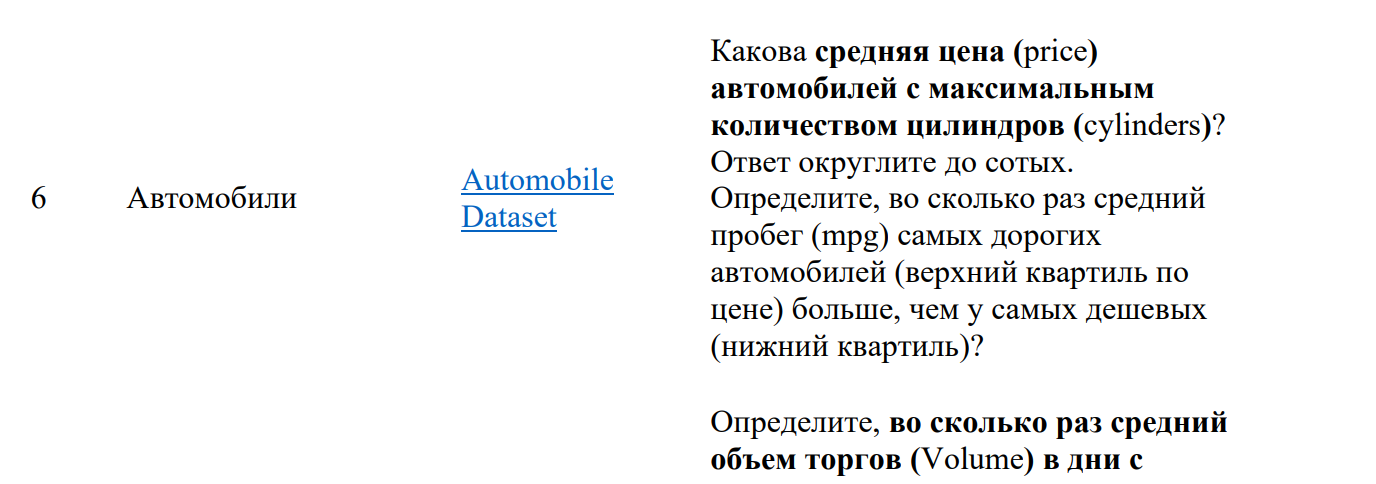 Какова средняя цена (price)
автомобилей с максимальным
количеством цилиндров (cylinders)?
Ответ округлите до сотых.
6 Автомобили Automobile Dataset
Определите, во сколько раз средний
пробег (mpg) самых дорогих
автомобилей (верхний квартиль по
цене) больше, чем у самых дешевых
(нижний квартиль)?
Определите, во сколько раз средний
объем торгов (Volume) в дни с